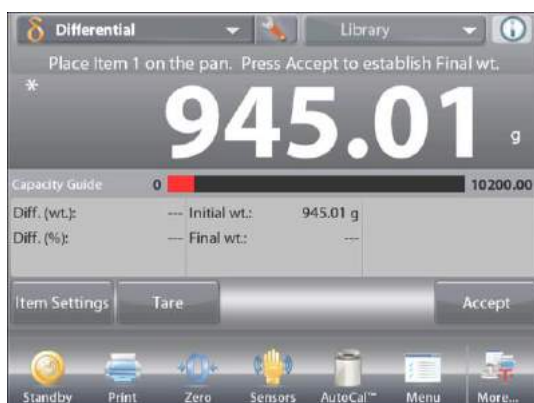 δ Differential Library
Place Item 1 on the pan. Press Accept to establish Final wt.
* 945.01 g
Capacity Guide 0 10200.00
Diff. (wt.): --- Initial wt.: 945.01 g
Diff. (%): --- Final wt.: ---
Item Settings Tare Accept
Standby Print Zero Sensors AutoCal™ Menu More...